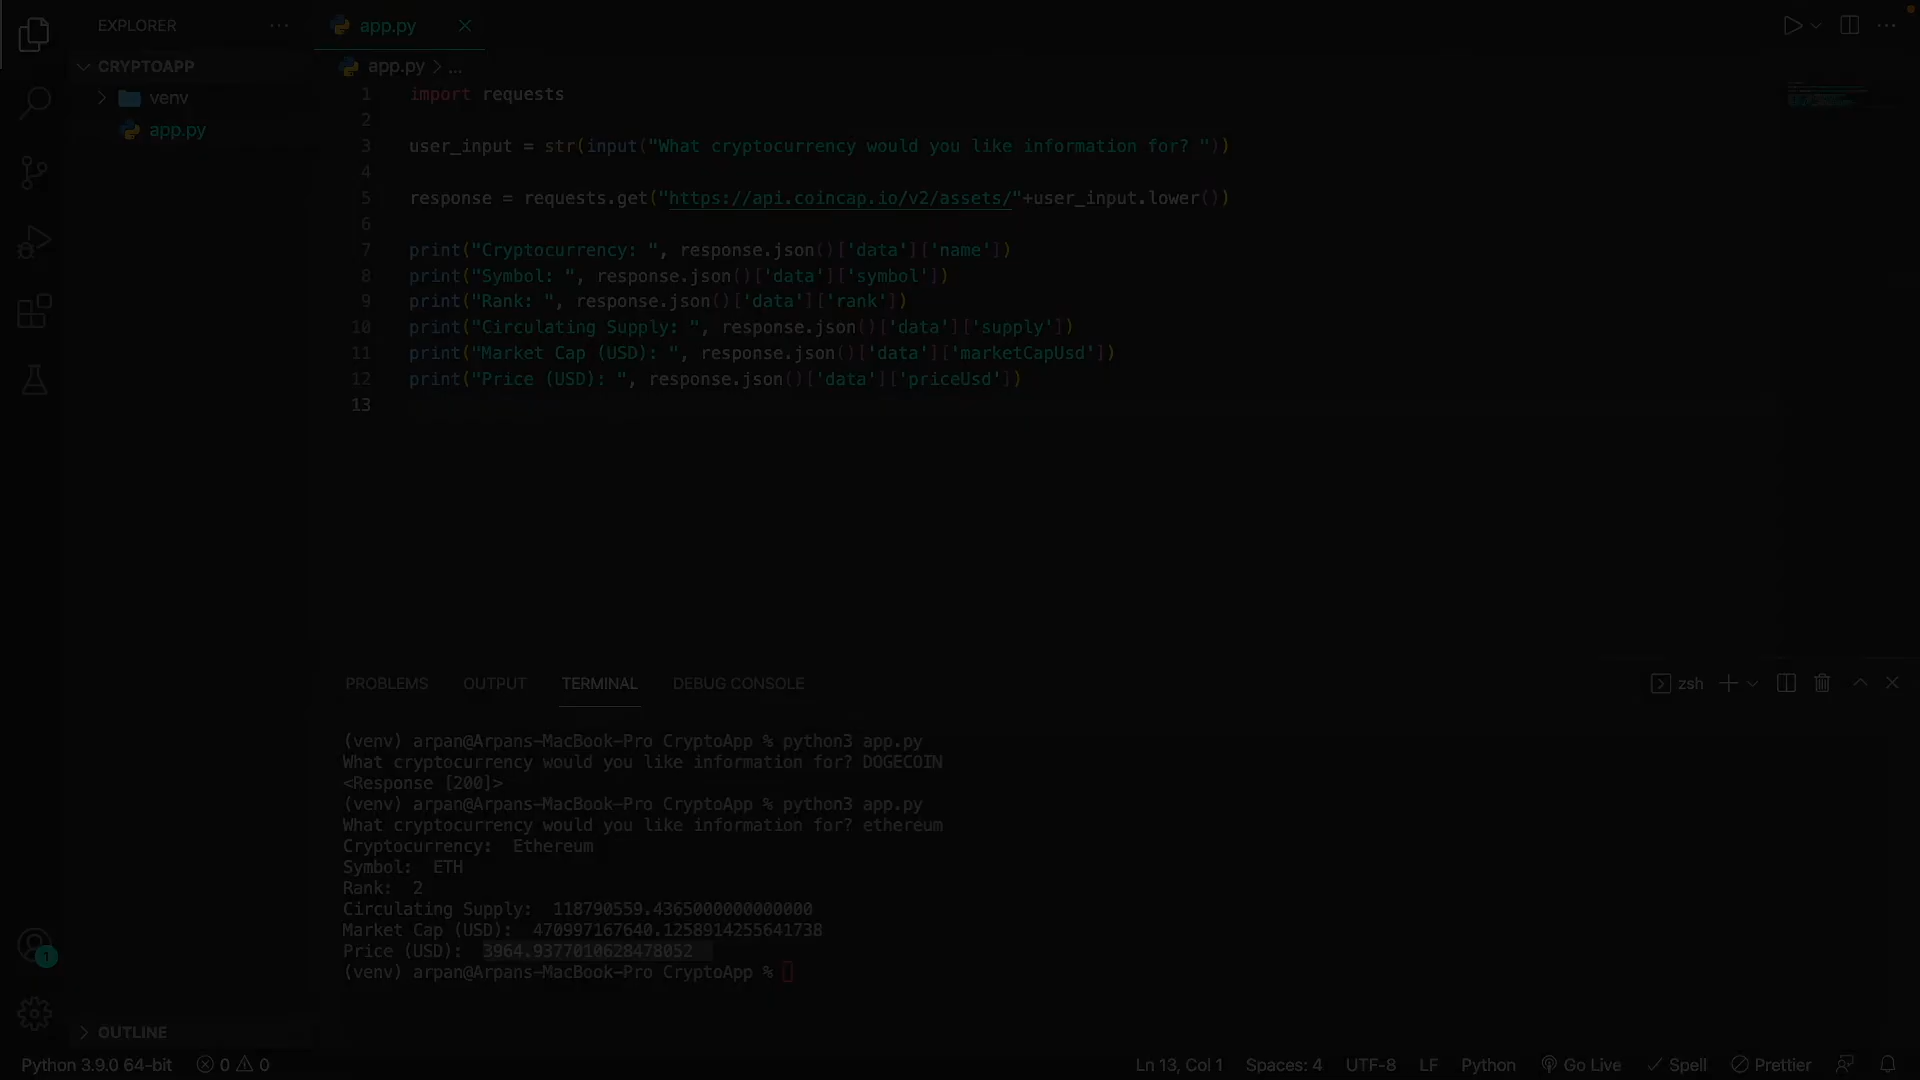 EXPLORER
app.py
CRYPTOAPP
app.py > ...
venv
app.py
1 import requests
2
3 user_input = str(input("What cryptocurrency would you like information for? "))
4
5 response = requests.get("https://api.coincap.io/v2/assets/"+user_input.lower())
6
7 print("Cryptocurrency: ", response.json()['data']['name'])
8 print("Symbol: ", response.json()['data']['symbol'])
9 print("Rank: ", response.json()['data']['rank'])
10 print("Circulating Supply: ", response.json()['data']['supply'])
11 print("Market Cap (USD): ", response.json()['data']['marketCapUsd'])
12 print("Price (USD): ", response.json()['data']['priceUsd'])
13
PROBLEMS OUTPUT TERMINAL DEBUG CONSOLE
zsh
(venv) arpan@Arpans-MacBook-Pro CryptoApp % python3 app.py
What cryptocurrency would you like information for? DOGECOIN
<Response [200]>
(venv) arpan@Arpans-MacBook-Pro CryptoApp % python3 app.py
What cryptocurrency would you like information for? ethereum
Cryptocurrency:  Ethereum
Symbol:  ETH
Rank:  2
Circulating Supply:  118790559.4365000000000000
Market Cap (USD):  470997167640.1258914255641738
Price (USD):  3964.9377010628478052
(venv) arpan@Arpans-MacBook-Pro CryptoApp %
1
OUTLINE
Python 3.9.0 64-bit 0 0 Ln 13, Col 1 Spaces: 4 UTF-8 LF Python Go Live Spell Prettier